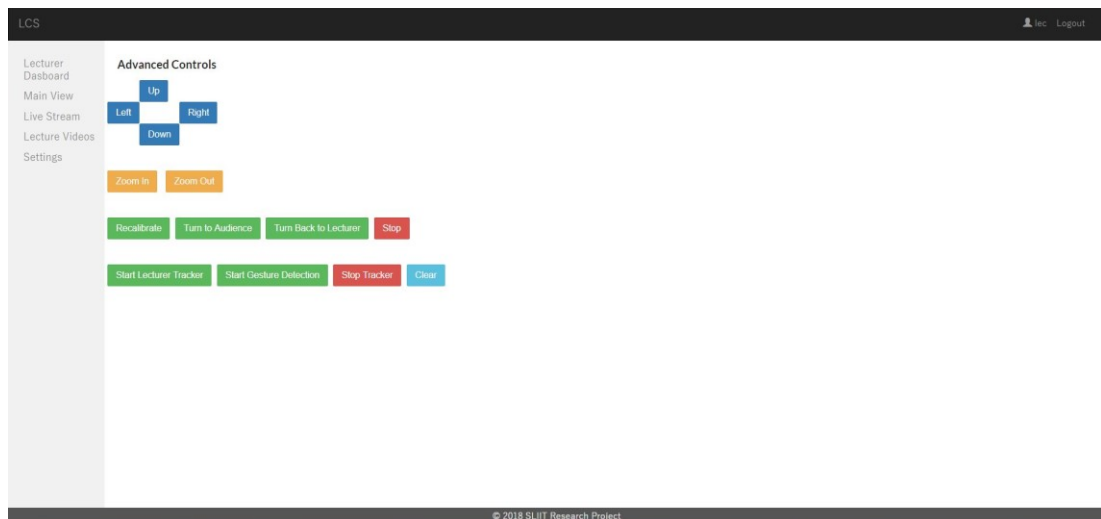 LCS
lec Logout
Lecturer
Dasboard
Main View
Live Stream
Lecture Videos
Settings
Advanced Controls
Up
Left Right
Down
Zoom In Zoom Out
Recalibrate Turn to Audience Turn Back to Lecturer Stop
Start Lecturer Tracker Start Gesture Detection Stop Tracker Clear
© 2018 SLIIT Research Project